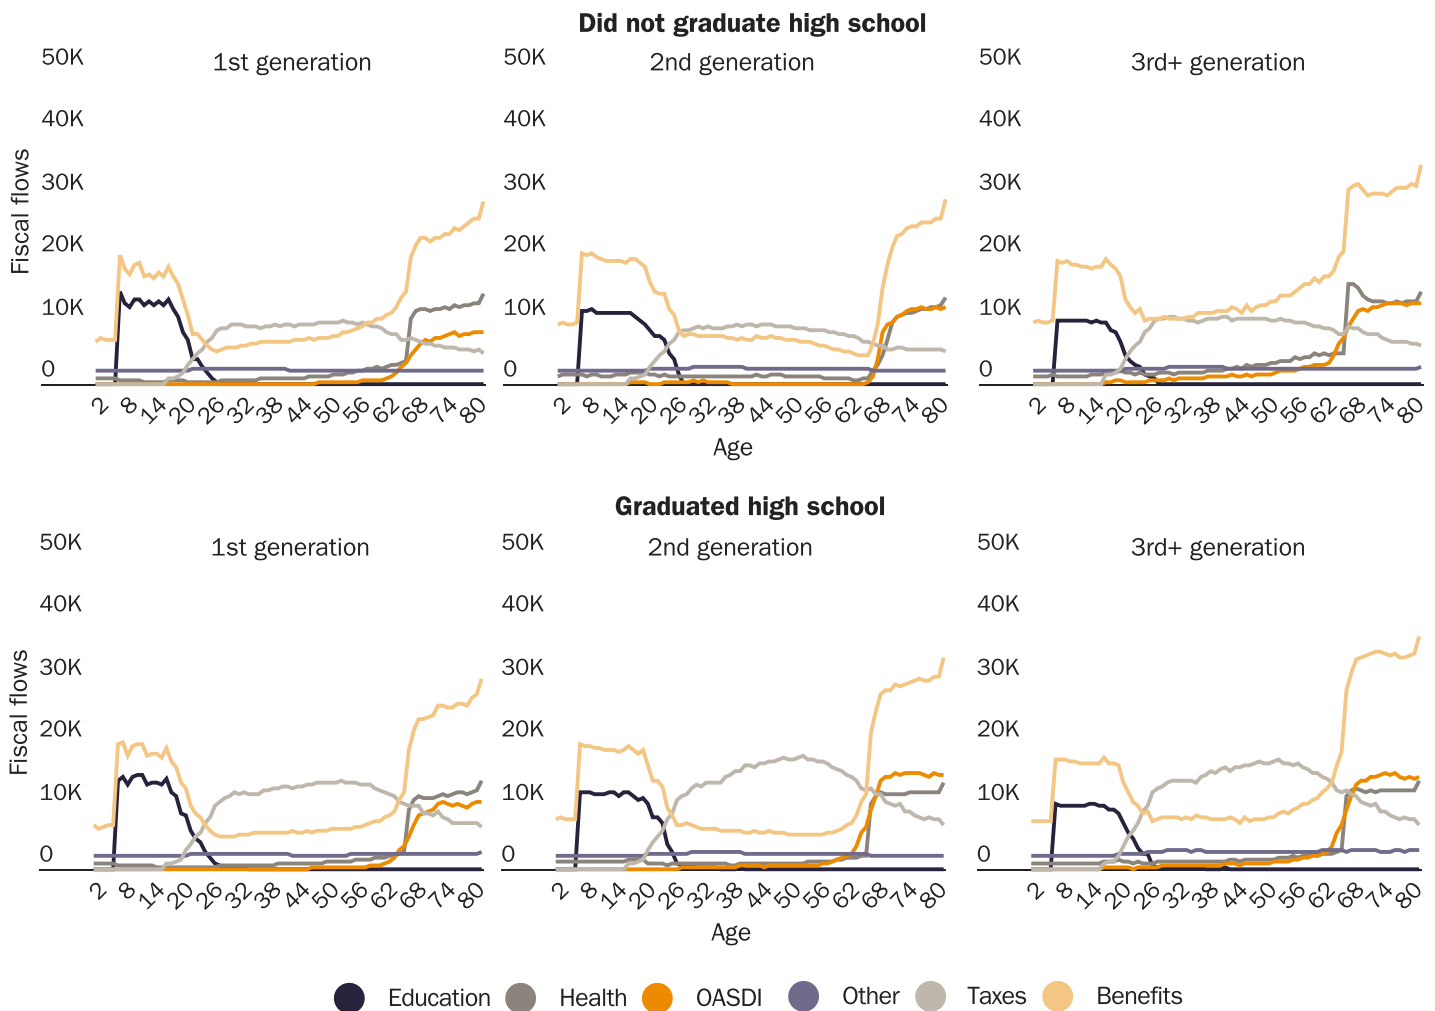 Did not graduate high school
1st generation
2nd generation
3rd+ generation
Fiscal flows
50K
40K
30K
20K
10K
0
50K
40K
30K
20K
10K
0
50K
40K
30K
20K
10K
0
2 8 14 20 26 32 38 44 50 56 62 68 74 80
2 8 14 20 26 32 38 44 50 56 62 68 74 80
2 8 14 20 26 32 38 44 50 56 62 68 74 80
Age
Graduated high school
1st generation
2nd generation
3rd+ generation
Fiscal flows
50K
40K
30K
20K
10K
0
50K
40K
30K
20K
10K
0
50K
40K
30K
20K
10K
0
2 8 14 20 26 32 38 44 50 56 62 68 74 80
2 8 14 20 26 32 38 44 50 56 62 68 74 80
2 8 14 20 26 32 38 44 50 56 62 68 74 80
Age
Education Health OASDI Other Taxes Benefits